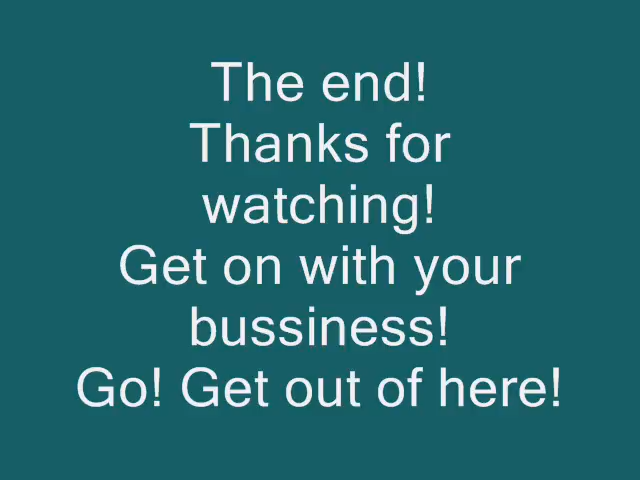 The end!
Thanks for
watching!
Get on with your
bussiness!
Go! Get out of here!